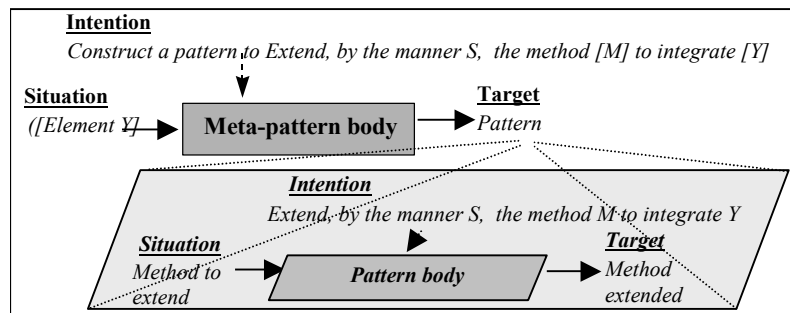 Intention
Construct a pattern to Extend, by the manner S, the method [M] to integrate [Y]
Situation
([Element Y]
Meta-pattern body
Target
Pattern
Intention
Extend, by the manner S, the method M to integrate Y
Situation
Method to
extend
Pattern body
Target
Method
extended